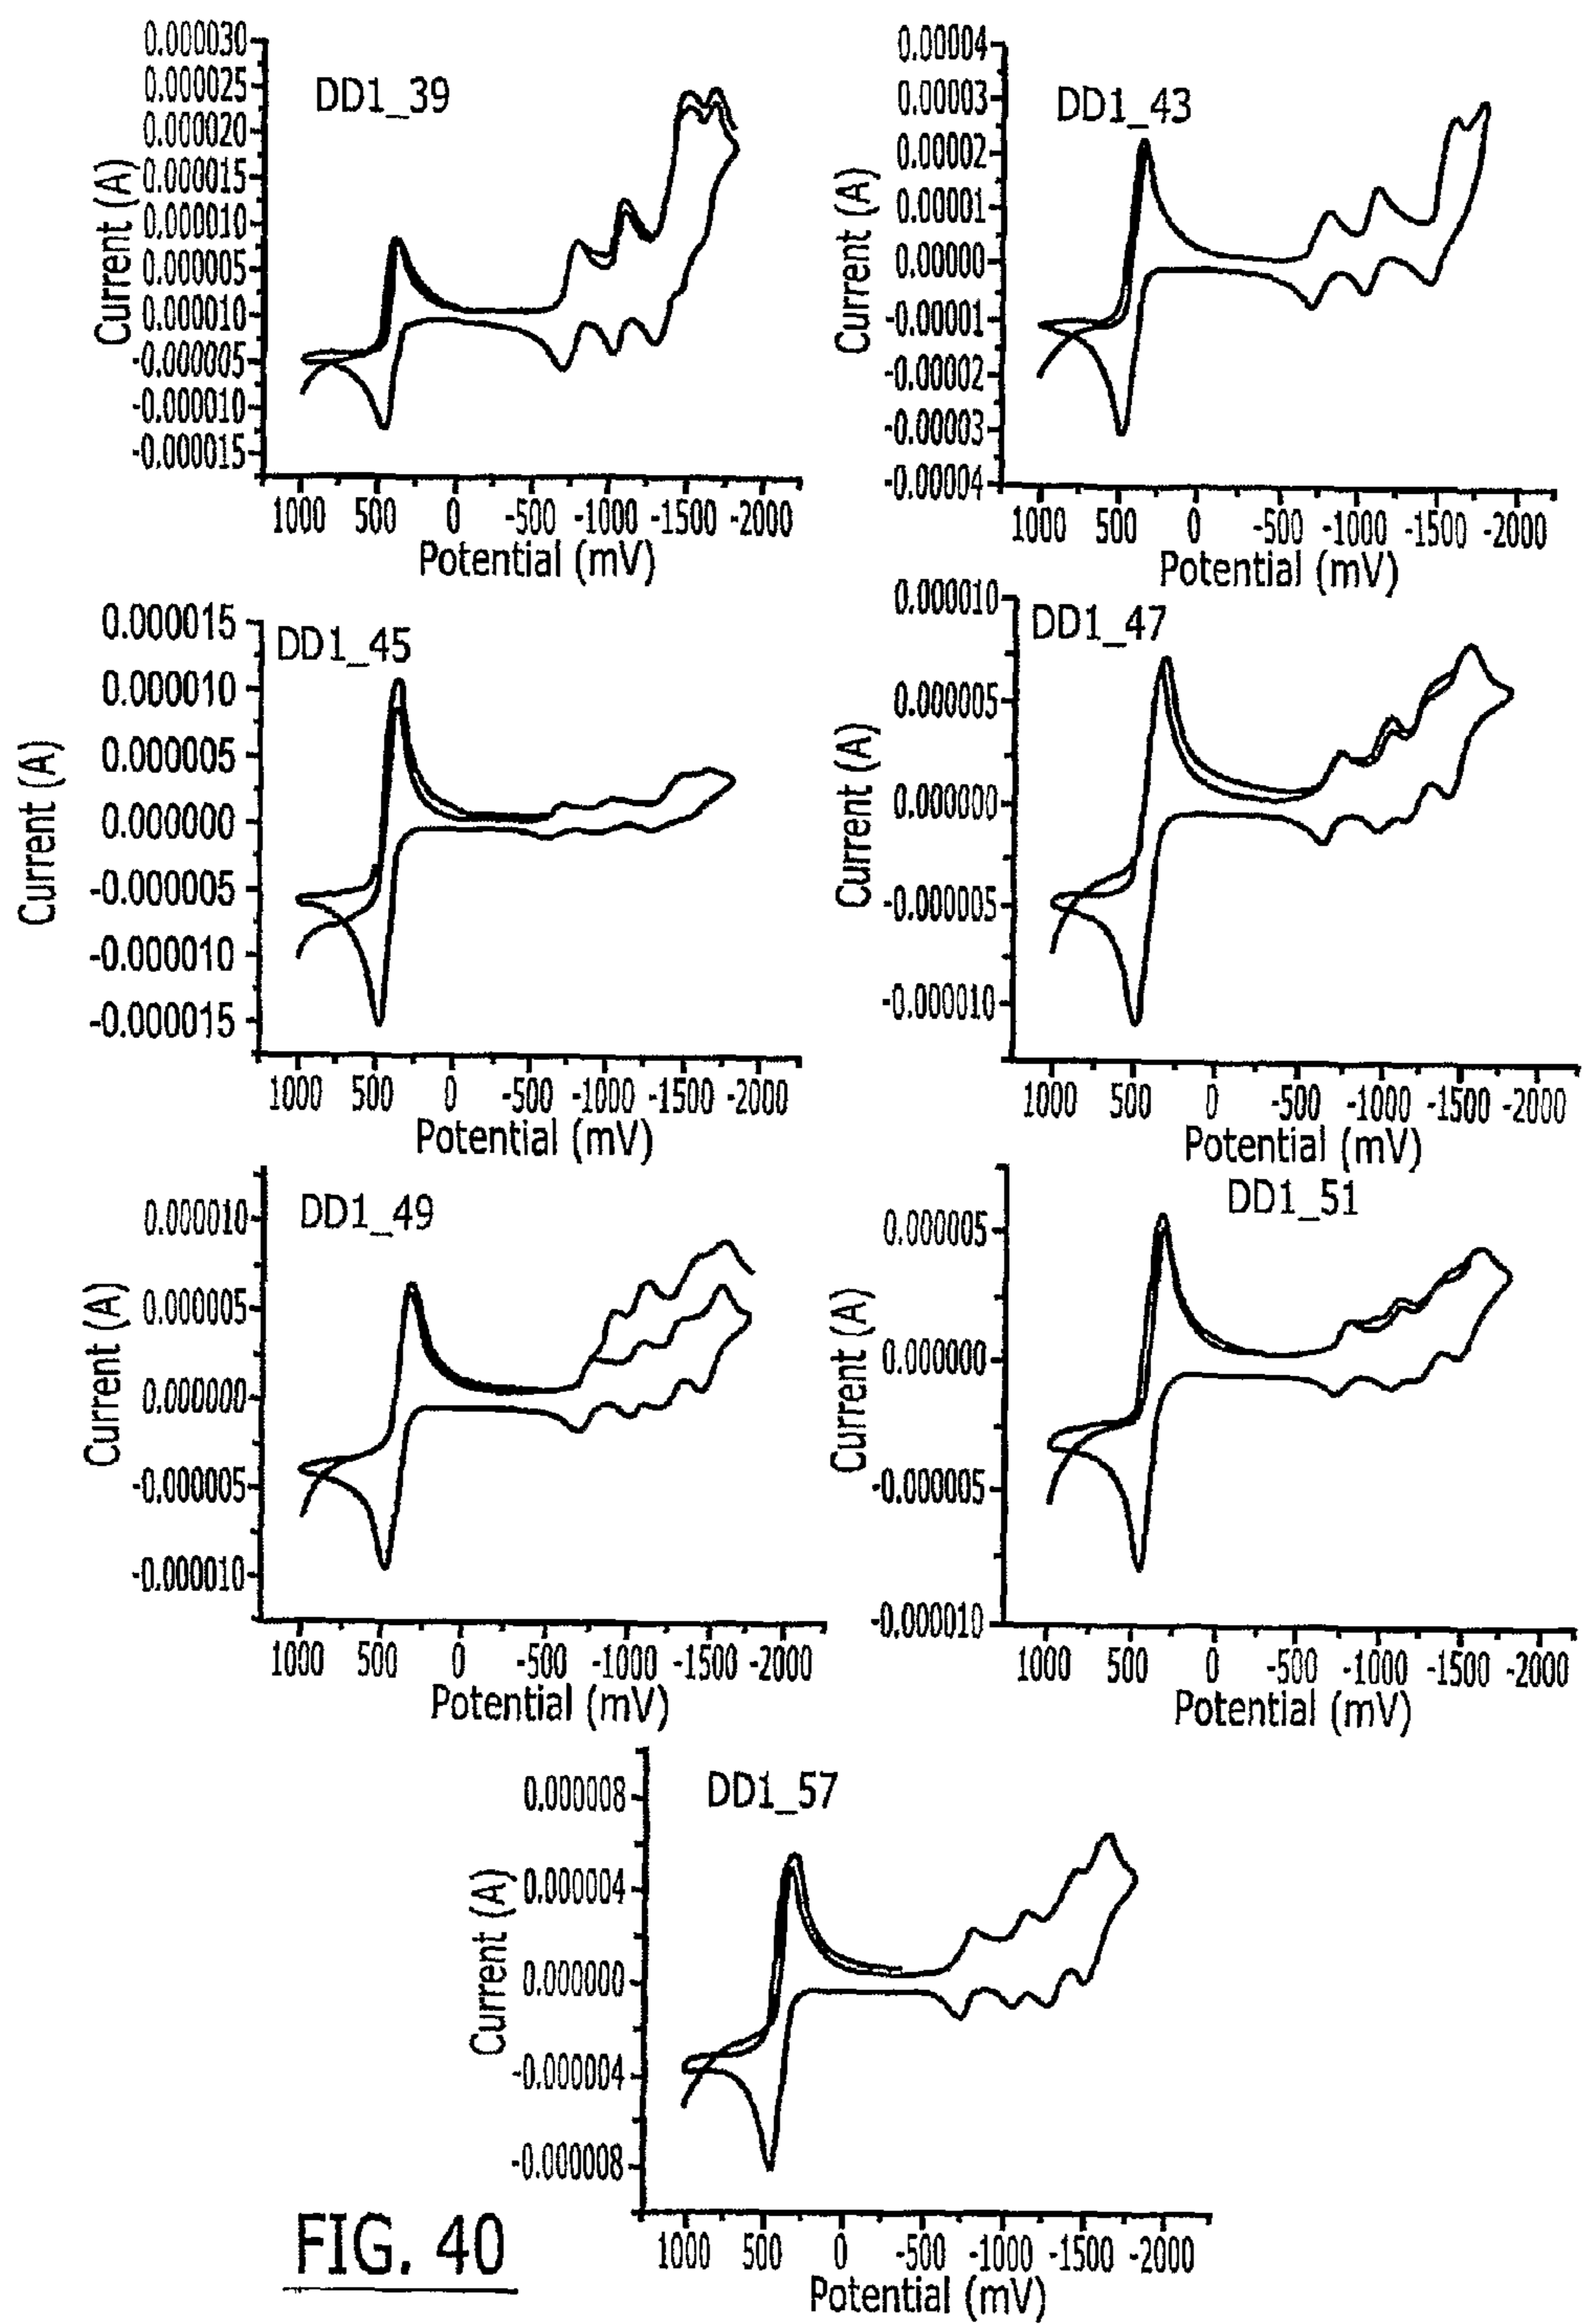 DD1_39
0.000030
0.000025
0.000020
0.000015
0.000010
0.000005
0.000010
-0.000005
-0.000010
-0.000015
Current (A)
1000 500 0 -500 -1000 -1500 -2000
Potential (mV)
DD1_43
0.00004
0.00003
0.00002
0.00001
0.00000
-0.00001
-0.00002
-0.00003
-0.00004
Current (A)
1000 500 0 -500 -1000 -1500 -2000
Potential (mV)
DD1_45
0.000015
0.000010
0.000005
0.000000
-0.000005
-0.000010
-0.000015
Current (A)
1000 500 0 -500 -1000 -1500 -2000
Potential (mV)
DD1_47
0.000010
0.000005
0.000000
-0.000005
-0.000010
Current (A)
1000 500 0 -500 -1000 -1500 -2000
Potential (mV)
DD1_49
0.000010
0.000005
0.000000
-0.000005
-0.000010
Current (A)
1000 500 0 -500 -1000 -1500 -2000
Potential (mV)
DD1_51
0.000005
0.000000
-0.000005
-0.000010
Current (A)
1000 500 0 -500 -1000 -1500 -2000
Potential (mV)
DD1_57
0.000008
0.000004
0.000000
-0.000004
-0.000008
Current (A)
1000 500 0 -500 -1000 -1500 -2000
Potential (mV)
FIG. 40